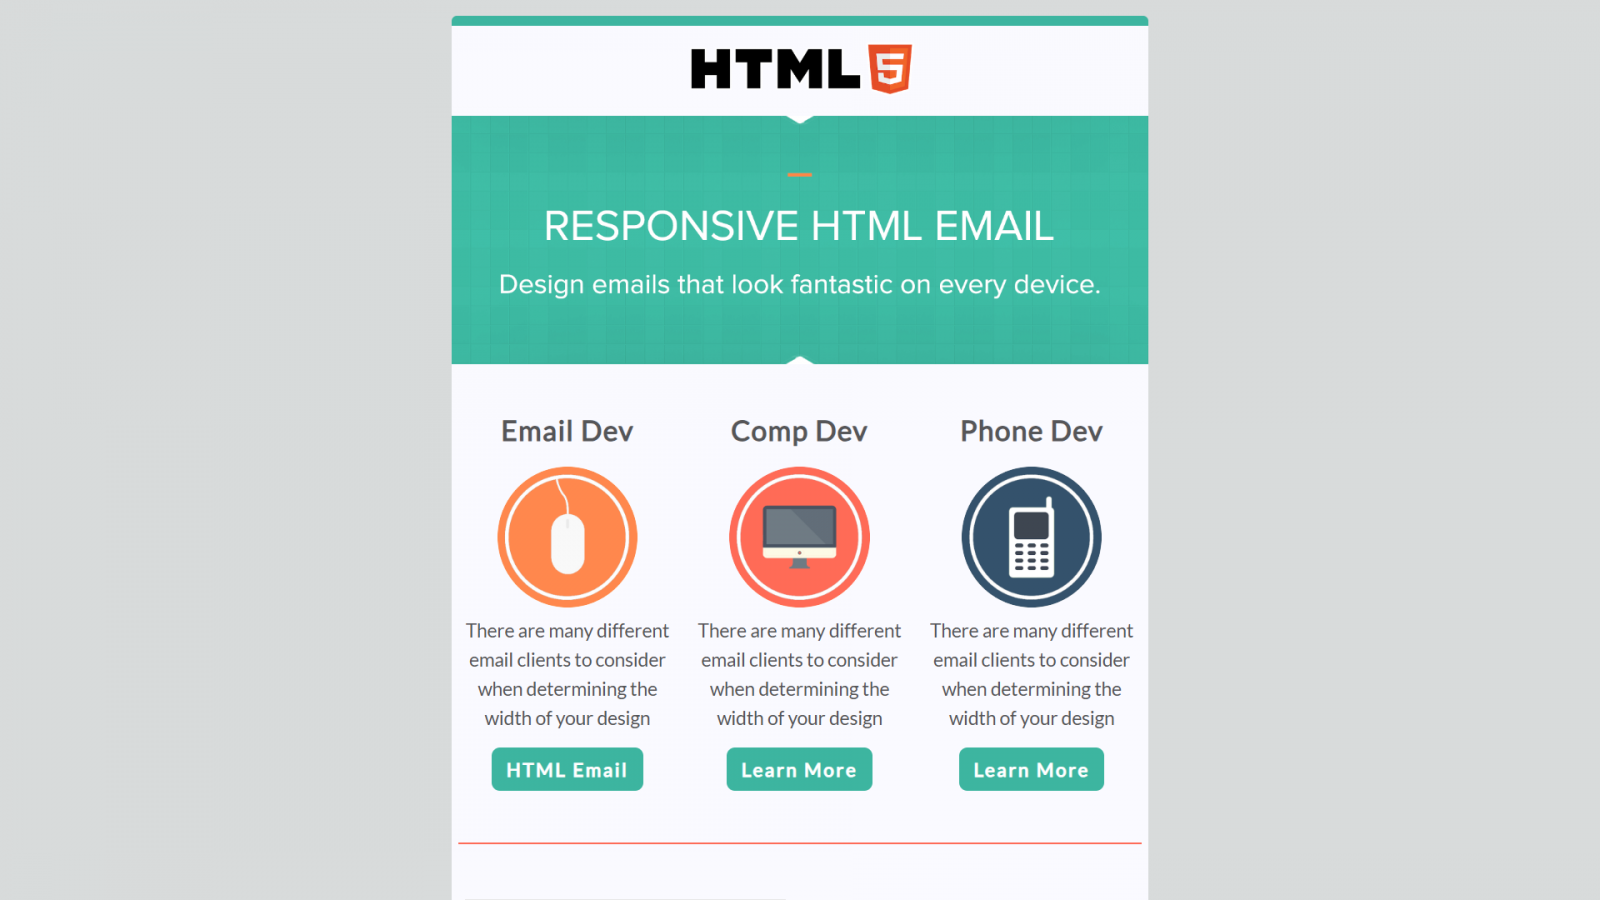 HTML 5
RESPONSIVE HTML EMAIL
Design emails that look fantastic on every device.
Email Dev
There are many different
email clients to consider
when determining the
width of your design
HTML Email
Comp Dev
There are many different
email clients to consider
when determining the
width of your design
Learn More
Phone Dev
There are many different
email clients to consider
when determining the
width of your design
Learn More